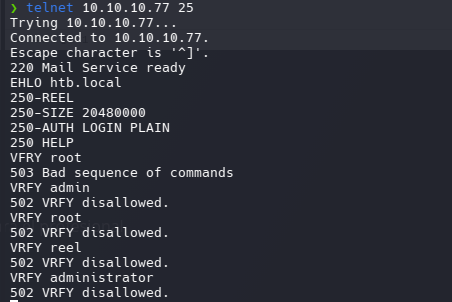 ❯ telnet 10.10.10.77 25
Trying 10.10.10.77...
Connected to 10.10.10.77.
Escape character is '^]'.
220 Mail Service ready
EHLO htb.local
250-REEL
250-SIZE 20480000
250-AUTH LOGIN PLAIN
250 HELP
VFRY root
503 Bad sequence of commands
VRFY admin
502 VRFY disallowed.
VRFY root
502 VRFY disallowed.
VRFY reel
502 VRFY disallowed.
VRFY administrator
502 VRFY disallowed.